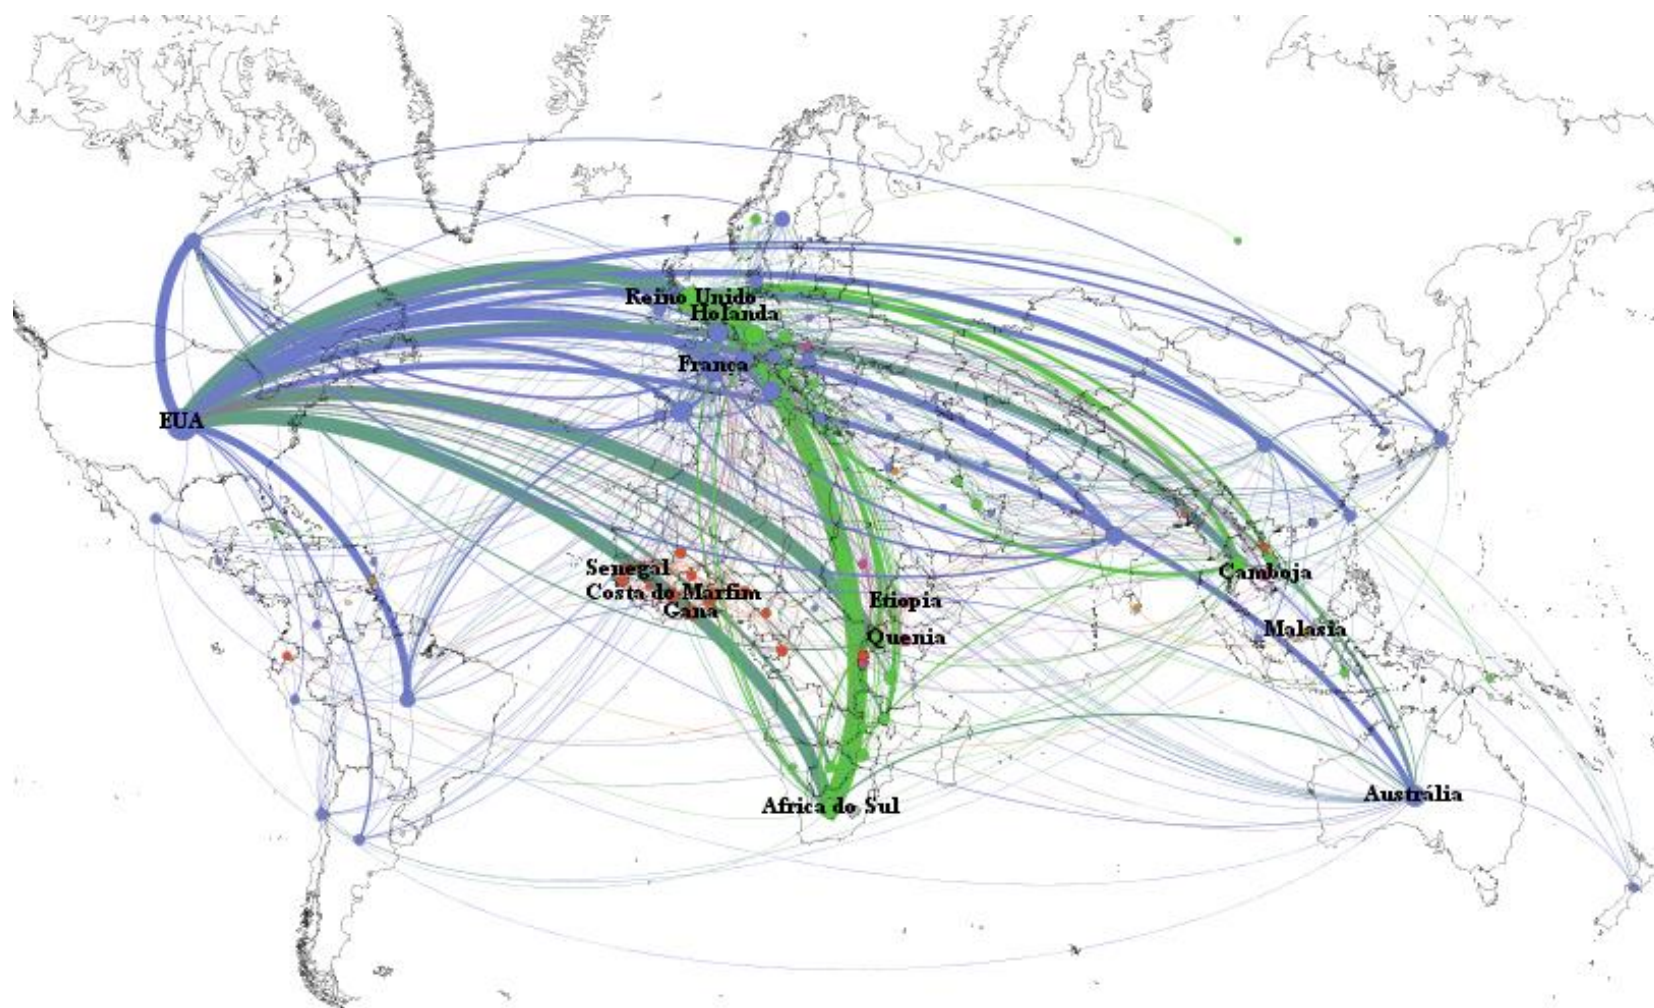 Reino Unido
Holanda
França
EUA
Senegal
Costa do Marfim
Gana
Etiopia
Quenia
Camboja
Malasia
Africa do Sul
Austrália